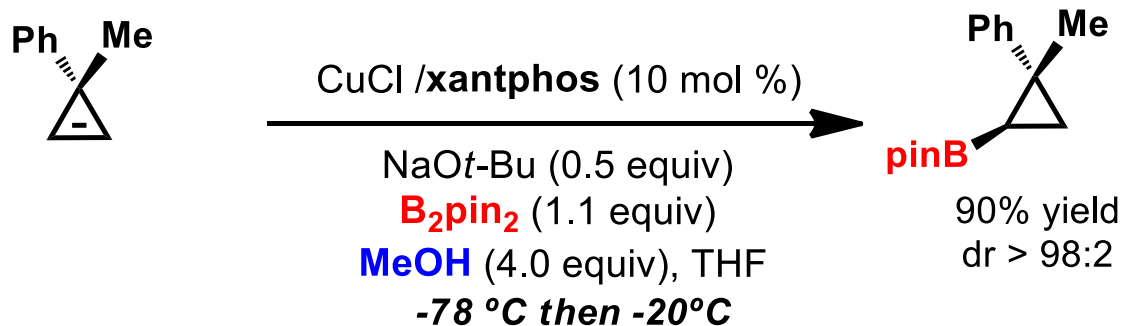 Ph Me
CuCl /xantphos (10 mol %)
NaOt-Bu (0.5 equiv)
B₂pin₂ (1.1 equiv)
MeOH (4.0 equiv), THF
-78 ºC then -20ºC
Ph Me
pinB
90% yield
dr > 98:2